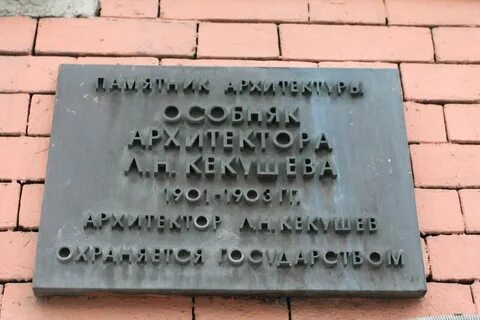 ПАМЯТНИК АРХИТЕКТУРЫ
ОСОБНЯК
АРХИТЕКТОРА
Л.Н. КЕКУШЕВА
1901-1903 ГГ.
АРХИТЕКТОР Л.Н. КЕКУШЕВ
ОХРАНЯЕТСЯ ГОСУДАРСТВОМ